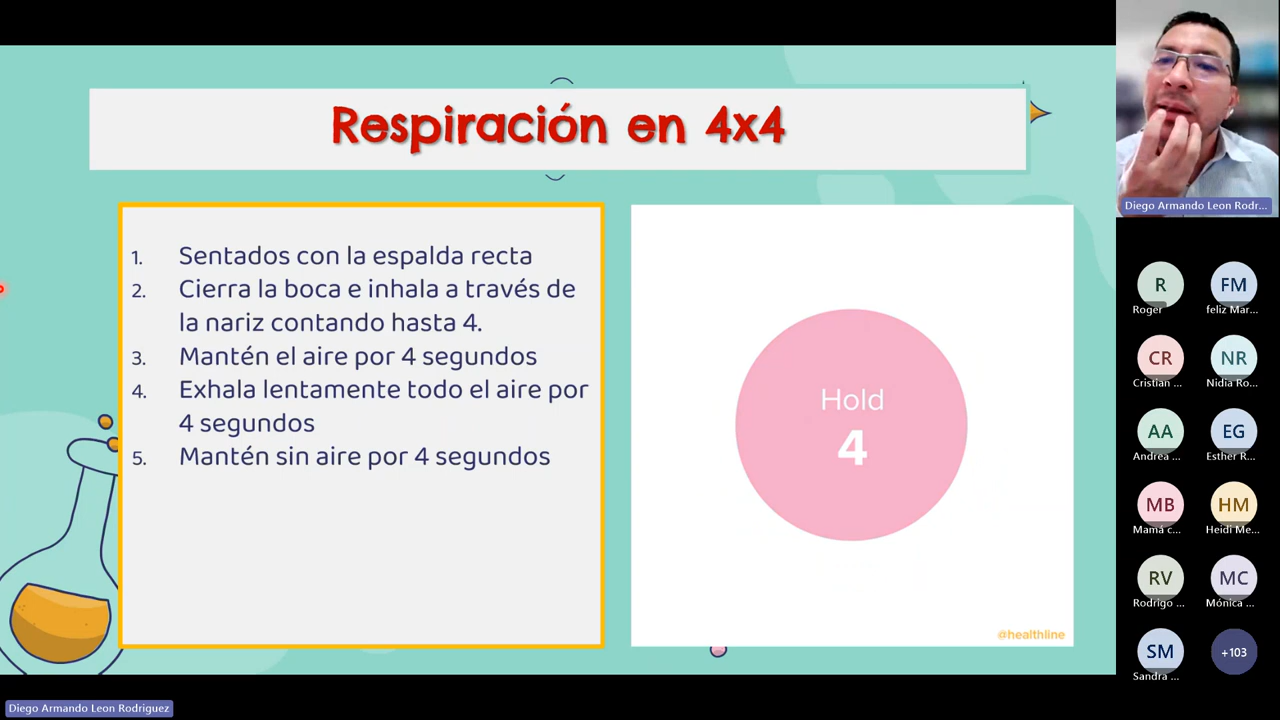 Respiración en 4x4
1. Sentados con la espalda recta
2. Cierra la boca e inhala a través de
la nariz contando hasta 4.
3. Mantén el aire por 4 segundos
4. Exhala lentamente todo el aire por
4 segundos
5. Mantén sin aire por 4 segundos
Hold
4
@healthline
Diego Armando Leon Rodr...
R
FM
Roger
feliz Mar...
CR
NR
Cristian ...
Nidia Ro...
AA
EG
Andrea ...
Esther R...
MB
HM
Mamá c...
Heidi Me...
RV
MC
Rodrigo ...
Mónica ...
SM
+103
Sandra ...
Diego Armando Leon Rodriguez